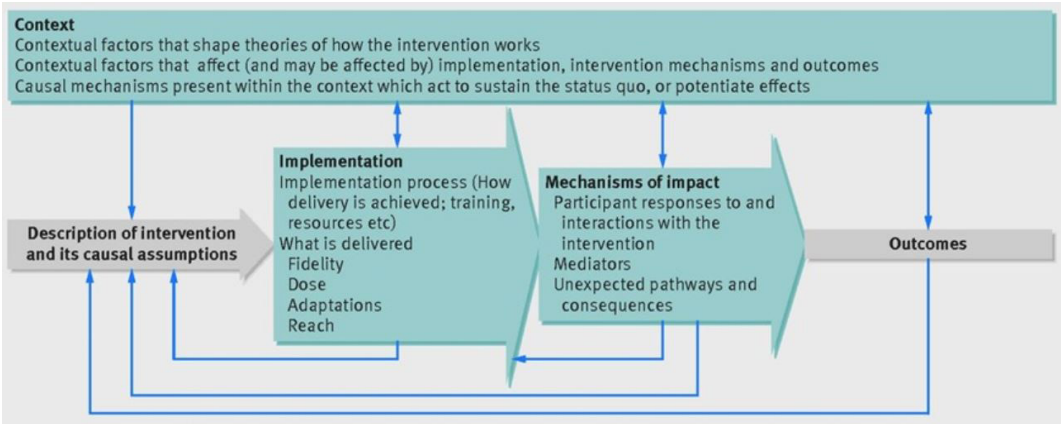 Context
Contextual factors that shape theories of how the intervention works
Contextual factors that affect (and may be affected by) implementation, intervention mechanisms and outcomes
Causal mechanisms present within the context which act to sustain the status quo, or potentiate effects
Description of intervention
and its causal assumptions
Implementation
Implementation process (How
delivery is achieved; training,
resources etc)
What is delivered
Fidelity
Dose
Adaptations
Reach
Mechanisms of impact
Participant responses to and
interactions with the
intervention
Mediators
Unexpected pathways and
consequences
Outcomes